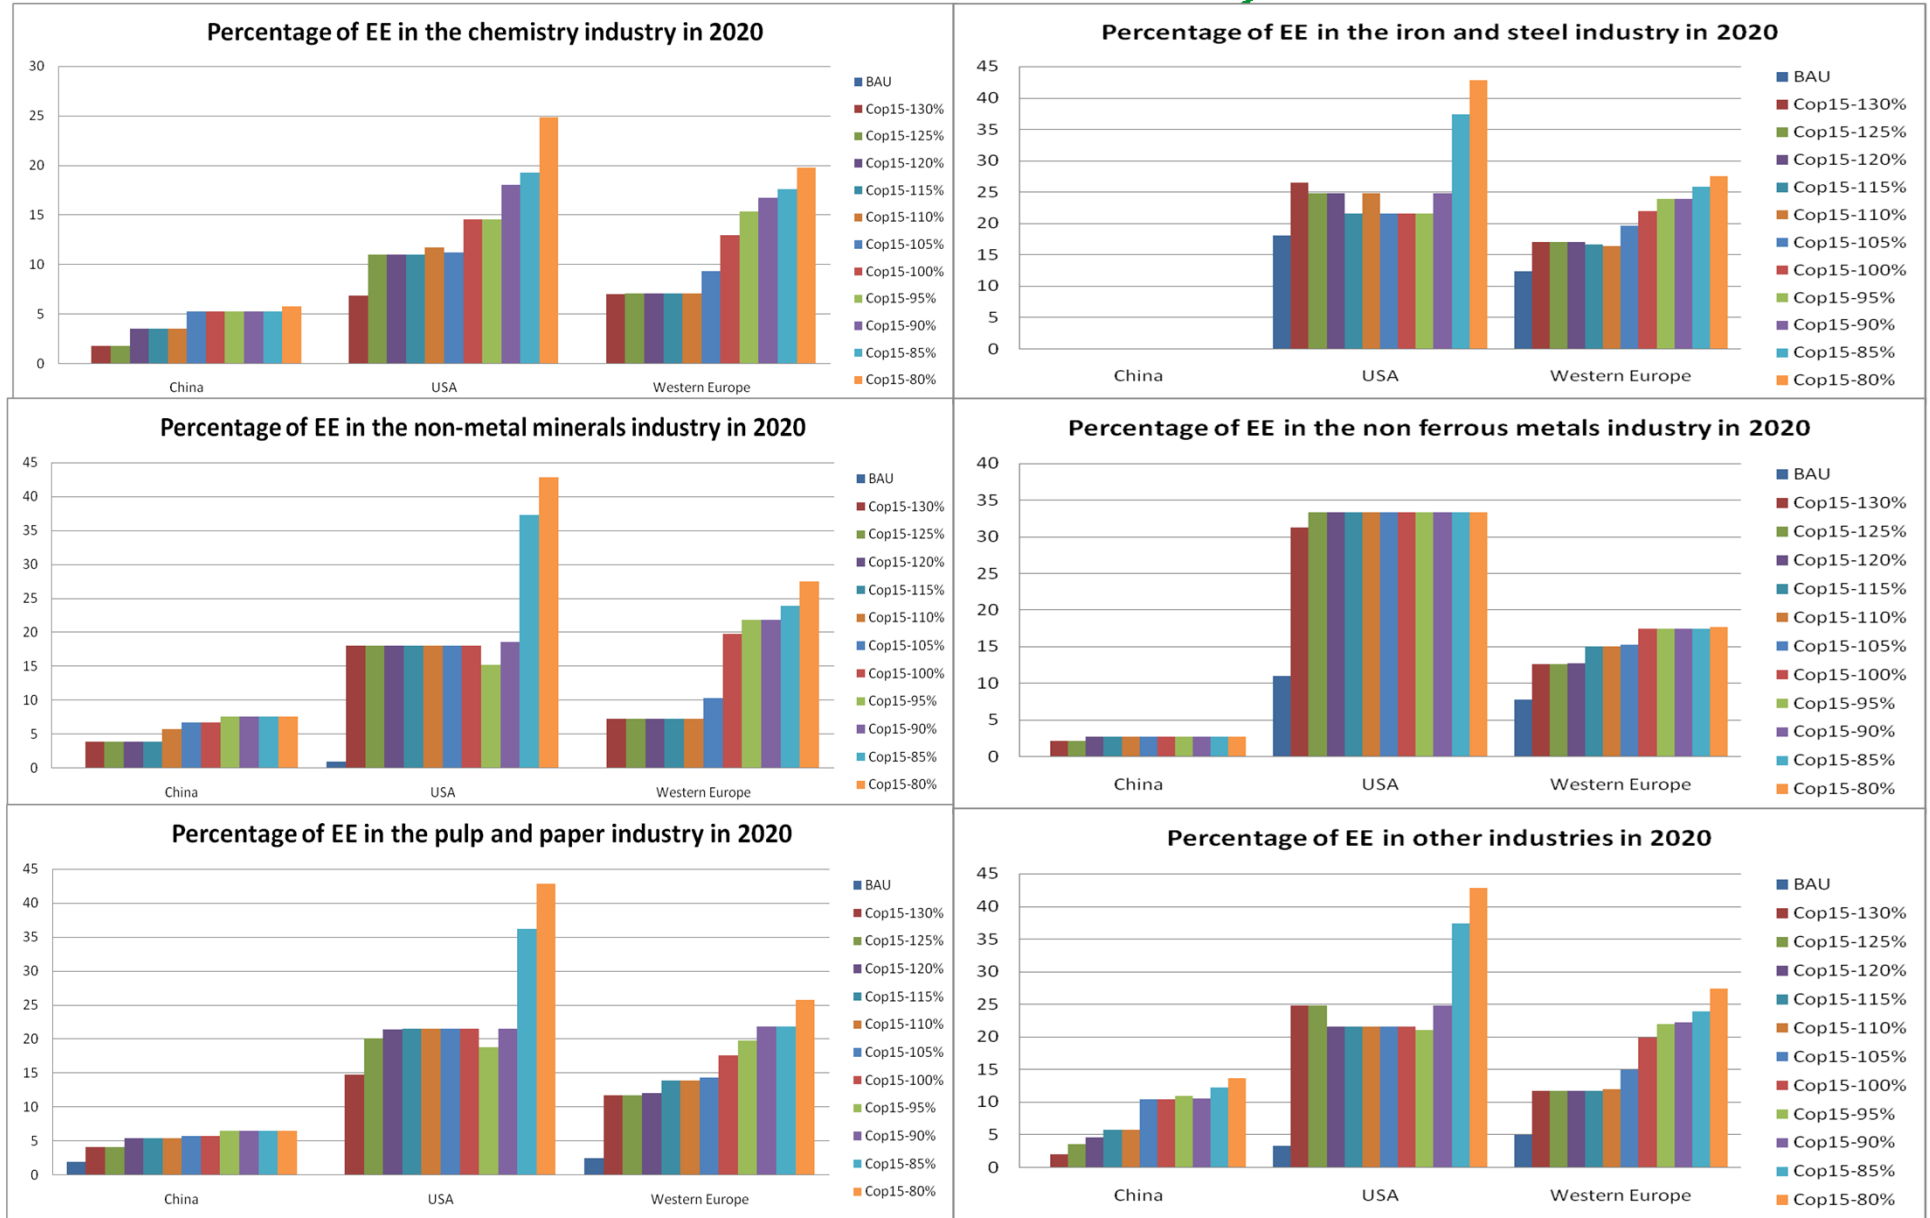 Percentage of EE in the chemistry industry in 2020
30
25
20
15
10
5
0
China
USA
Western Europe
BAU
Cop15-130%
Cop15-125%
Cop15-120%
Cop15-115%
Cop15-110%
Cop15-105%
Cop15-100%
Cop15-95%
Cop15-90%
Cop15-85%
Cop15-80%
Percentage of EE in the iron and steel industry in 2020
45
40
35
30
25
20
15
10
5
0
China
USA
Western Europe
BAU
Cop15-130%
Cop15-125%
Cop15-120%
Cop15-115%
Cop15-110%
Cop15-105%
Cop15-100%
Cop15-95%
Cop15-90%
Cop15-85%
Cop15-80%
Percentage of EE in the non-metal minerals industry in 2020
45
40
35
30
25
20
15
10
5
0
China
USA
Western Europe
BAU
Cop15-130%
Cop15-125%
Cop15-120%
Cop15-115%
Cop15-110%
Cop15-105%
Cop15-100%
Cop15-95%
Cop15-90%
Cop15-85%
Cop15-80%
Percentage of EE in the non ferrous metals industry in 2020
40
35
30
25
20
15
10
5
0
China
USA
Western Europe
BAU
Cop15-130%
Cop15-125%
Cop15-120%
Cop15-115%
Cop15-110%
Cop15-105%
Cop15-100%
Cop15-95%
Cop15-90%
Cop15-85%
Cop15-80%
Percentage of EE in the pulp and paper industry in 2020
45
40
35
30
25
20
15
10
5
0
China
USA
Western Europe
BAU
Cop15-130%
Cop15-125%
Cop15-120%
Cop15-115%
Cop15-110%
Cop15-105%
Cop15-100%
Cop15-95%
Cop15-90%
Cop15-85%
Cop15-80%
Percentage of EE in other industries in 2020
45
40
35
30
25
20
15
10
5
0
China
USA
Western Europe
BAU
Cop15-130%
Cop15-125%
Cop15-120%
Cop15-115%
Cop15-110%
Cop15-105%
Cop15-100%
Cop15-95%
Cop15-90%
Cop15-85%
Cop15-80%